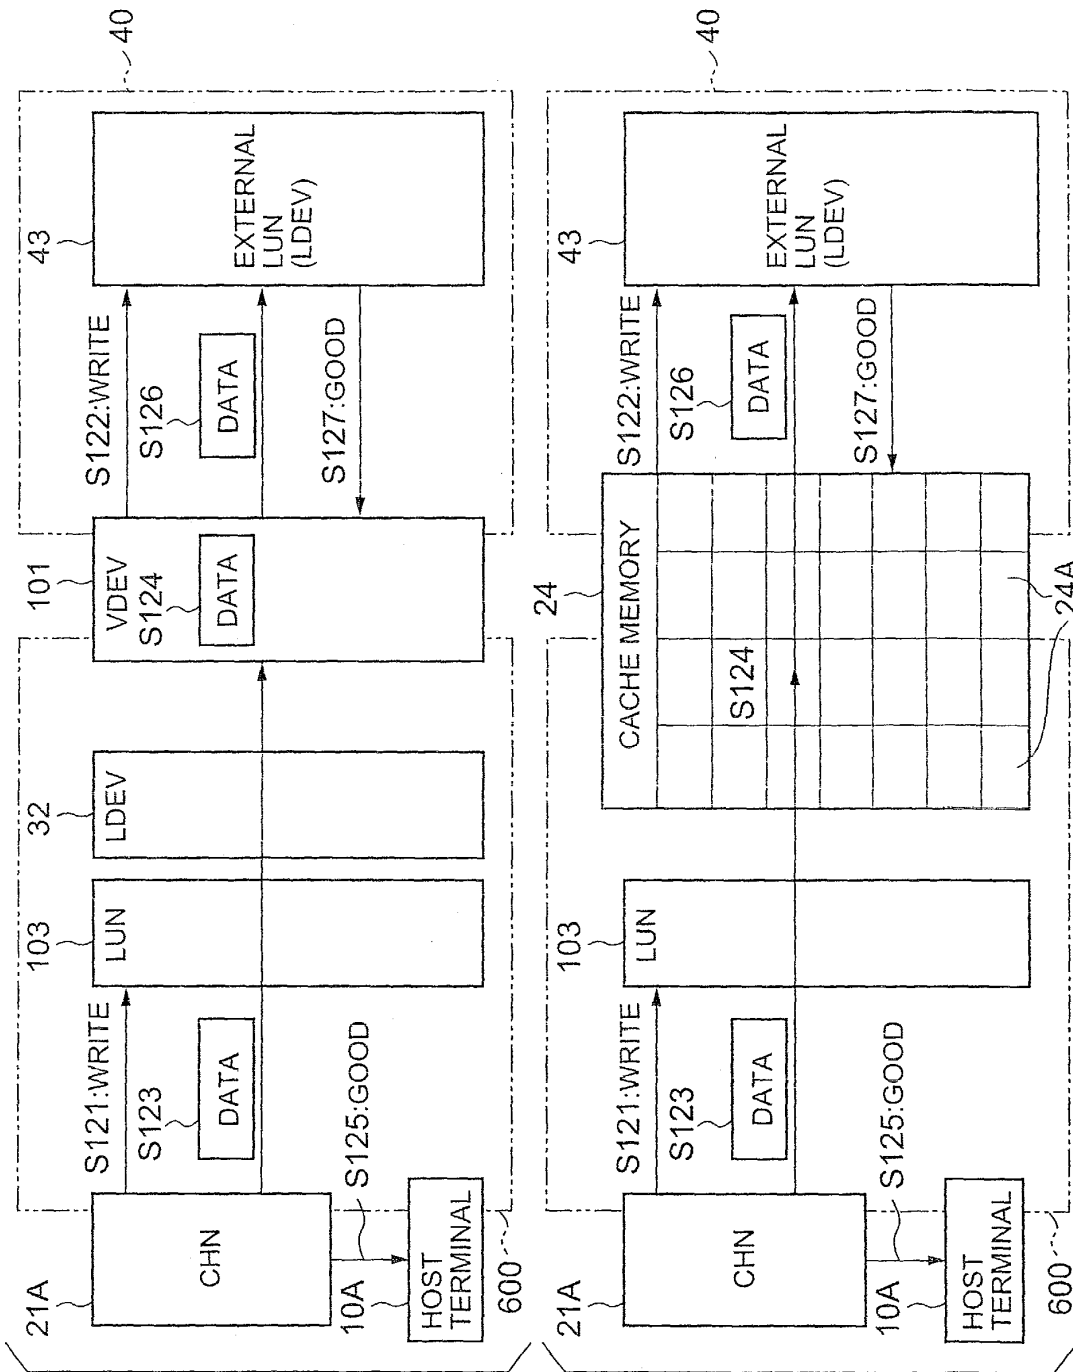 40
43
EXTERNAL
LUN
(LDEV)
S122:WRITE
S126
DATA
S127:GOOD
101
VDEV
S124
DATA
32
LDEV
103
LUN
S121:WRITE
S123
DATA
S125:GOOD
21A
CHN
10A
HOST
TERMINAL
600
40
43
EXTERNAL
LUN
(LDEV)
S122:WRITE
S126
DATA
S127:GOOD
24
CACHE MEMORY
S124
24A
103
LUN
S121:WRITE
S123
DATA
S125:GOOD
21A
CHN
10A
HOST
TERMINAL
600